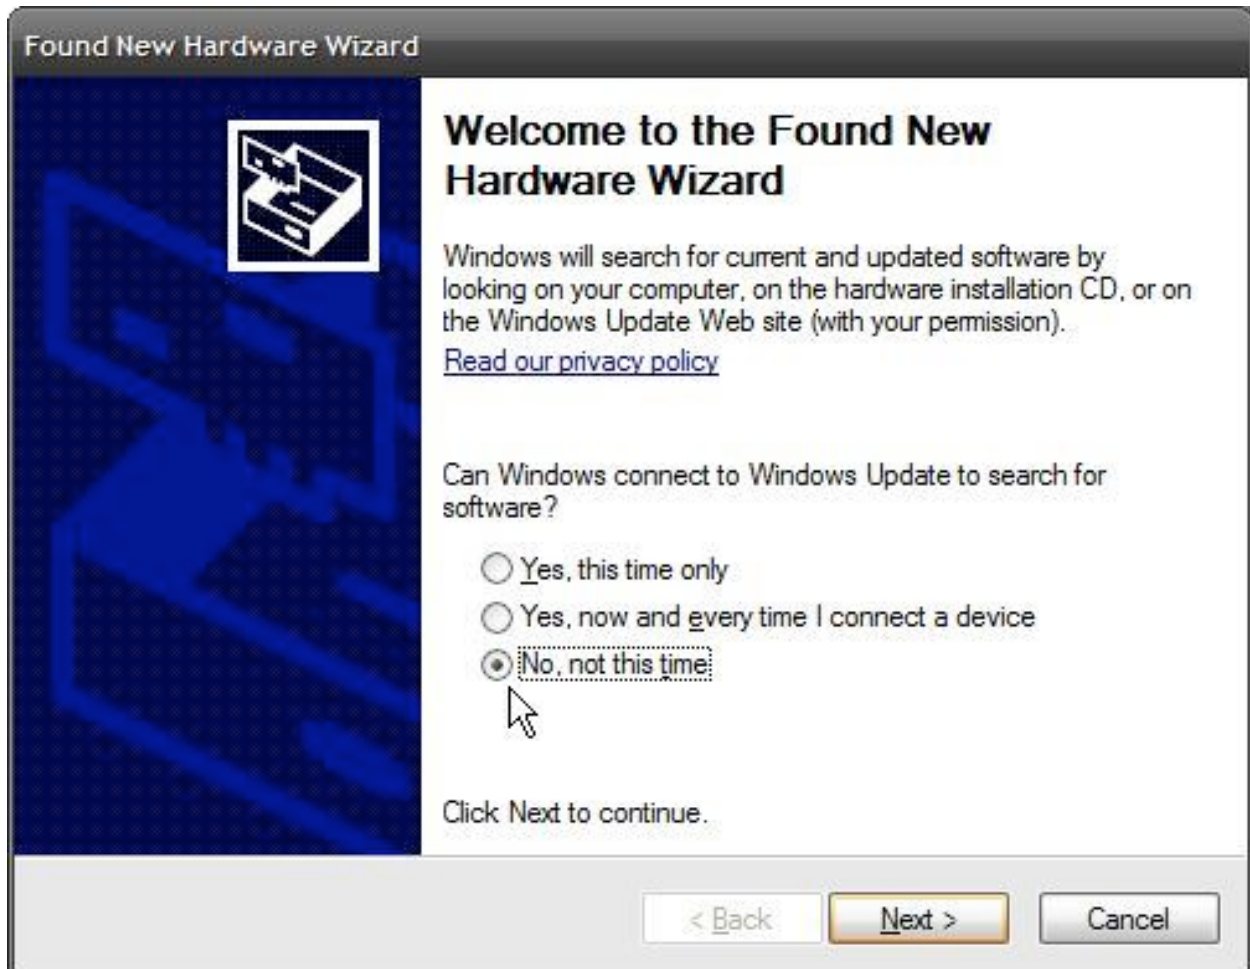 Found New Hardware Wizard
Welcome to the Found New
Hardware Wizard
Windows will search for current and updated software by
looking on your computer, on the hardware installation CD, or on
the Windows Update Web site (with your permission).
Read our privacy policy
Can Windows connect to Windows Update to search for
software?
Yes, this time only
Yes, now and every time I connect a device
No, not this time
Click Next to continue.
< Back Next > Cancel